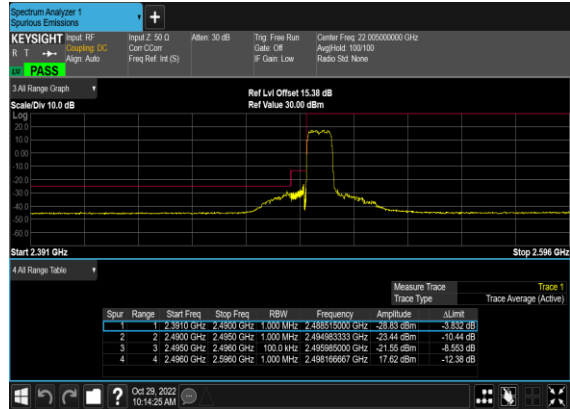 Spectrum Analyzer 1
Spurious Emissions
KEYSIGHT Input: RF Input Z: 50 Ω Atten: 30 dB Trig: Free Run Center Freq: 22.005000000 GHz
R T Coupling: DC Corr CCorr Gate: Off Avg|Hold: 100/100
Align: Auto Freq Ref: Int (S) IF Gain: Low Radio Std: None
PASS
3 All Range Graph
Ref Lvl Offset 15.38 dB
Scale/Div 10.0 dB Ref Value 30.00 dBm
Log
20.0
10.0
0.00
-10.0
-20.0
-30.0
-40.0
-50.0
-60.0
Start 2.391 GHz Stop 2.596 GHz
4 All Range Table
Measure Trace Trace 1
Trace Type Trace Average (Active)
Spur Range Start Freq Stop Freq RBW Frequency Amplitude ΔLimit
1 1 2.3910 GHz 2.4900 GHz 1.000 MHz 2.488515000 GHz -28.83 dBm -3.832 dB
2 2 2.4900 GHz 2.4950 GHz 1.000 MHz 2.494983333 GHz -23.44 dBm -10.44 dB
3 3 2.4950 GHz 2.4960 GHz 100.0 kHz 2.495985000 GHz -21.55 dBm -8.553 dB
4 4 2.4960 GHz 2.5960 GHz 1.000 MHz 2.498166667 GHz 17.62 dBm -12.38 dB
? Oct 29, 2022
10:14:25 AM